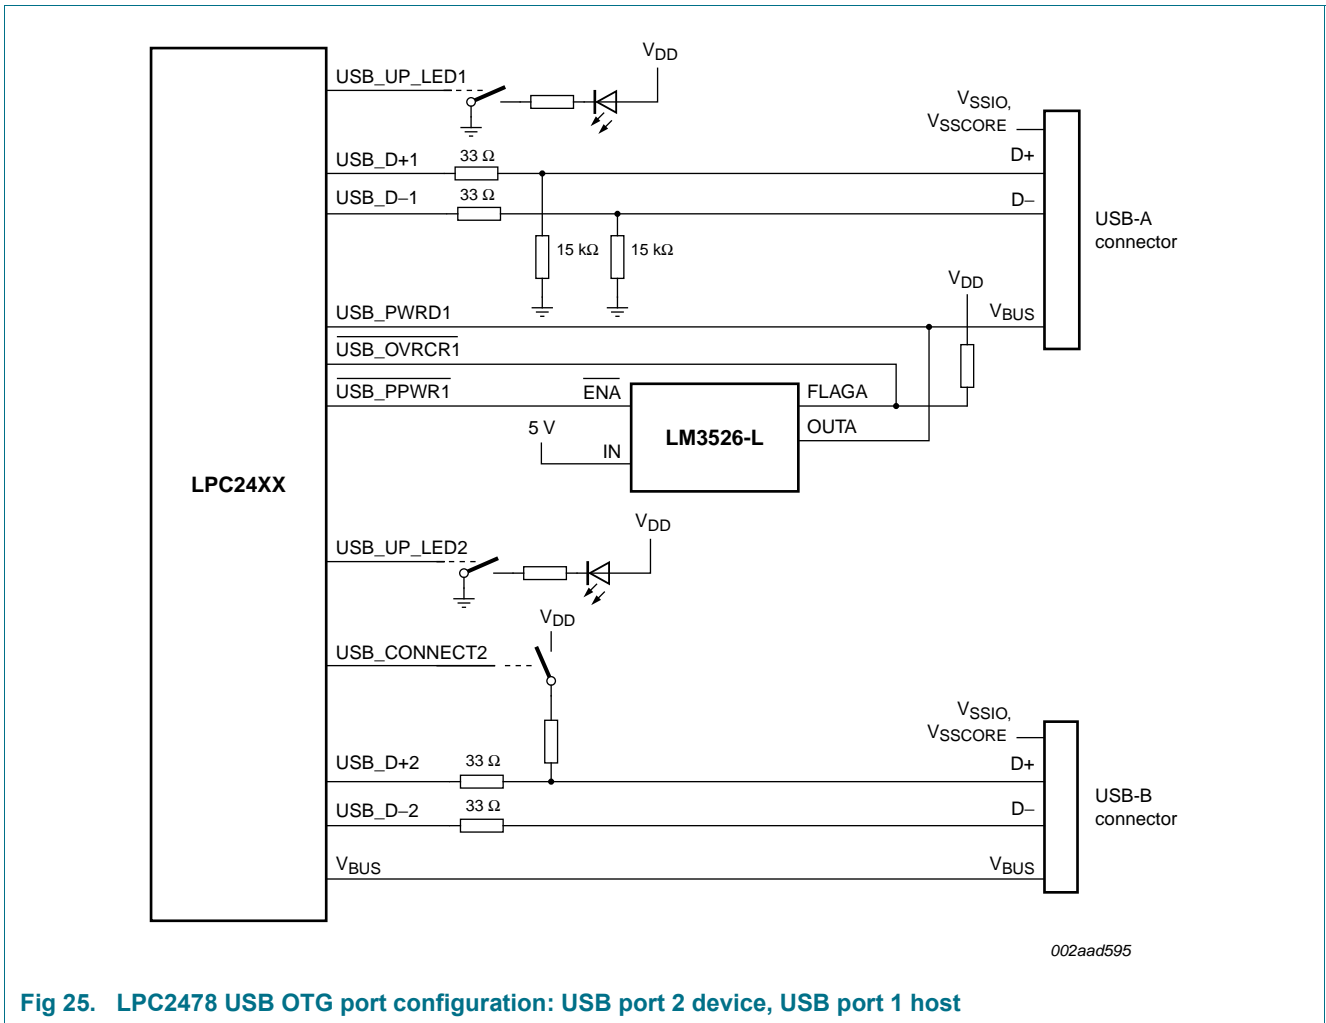 VDD
USB_UP_LED1
VSSIO,
VSSCORE
USB_D+1
33 Ω
D+
USB_D−1
33 Ω
D−
USB-A
connector
15 kΩ
15 kΩ
VDD
USB_PWRD1
VBUS
USB_OVRCR1
USB_PPWR1
ENA
FLAGA
5 V
IN
LM3526-L
OUTA
LPC24XX
VDD
USB_UP_LED2
VDD
USB_CONNECT2
VSSIO,
VSSCORE
USB_D+2
33 Ω
D+
USB_D−2
33 Ω
D−
USB-B
connector
VBUS
VBUS
002aad595
Fig 25. LPC2478 USB OTG port configuration: USB port 2 device, USB port 1 host